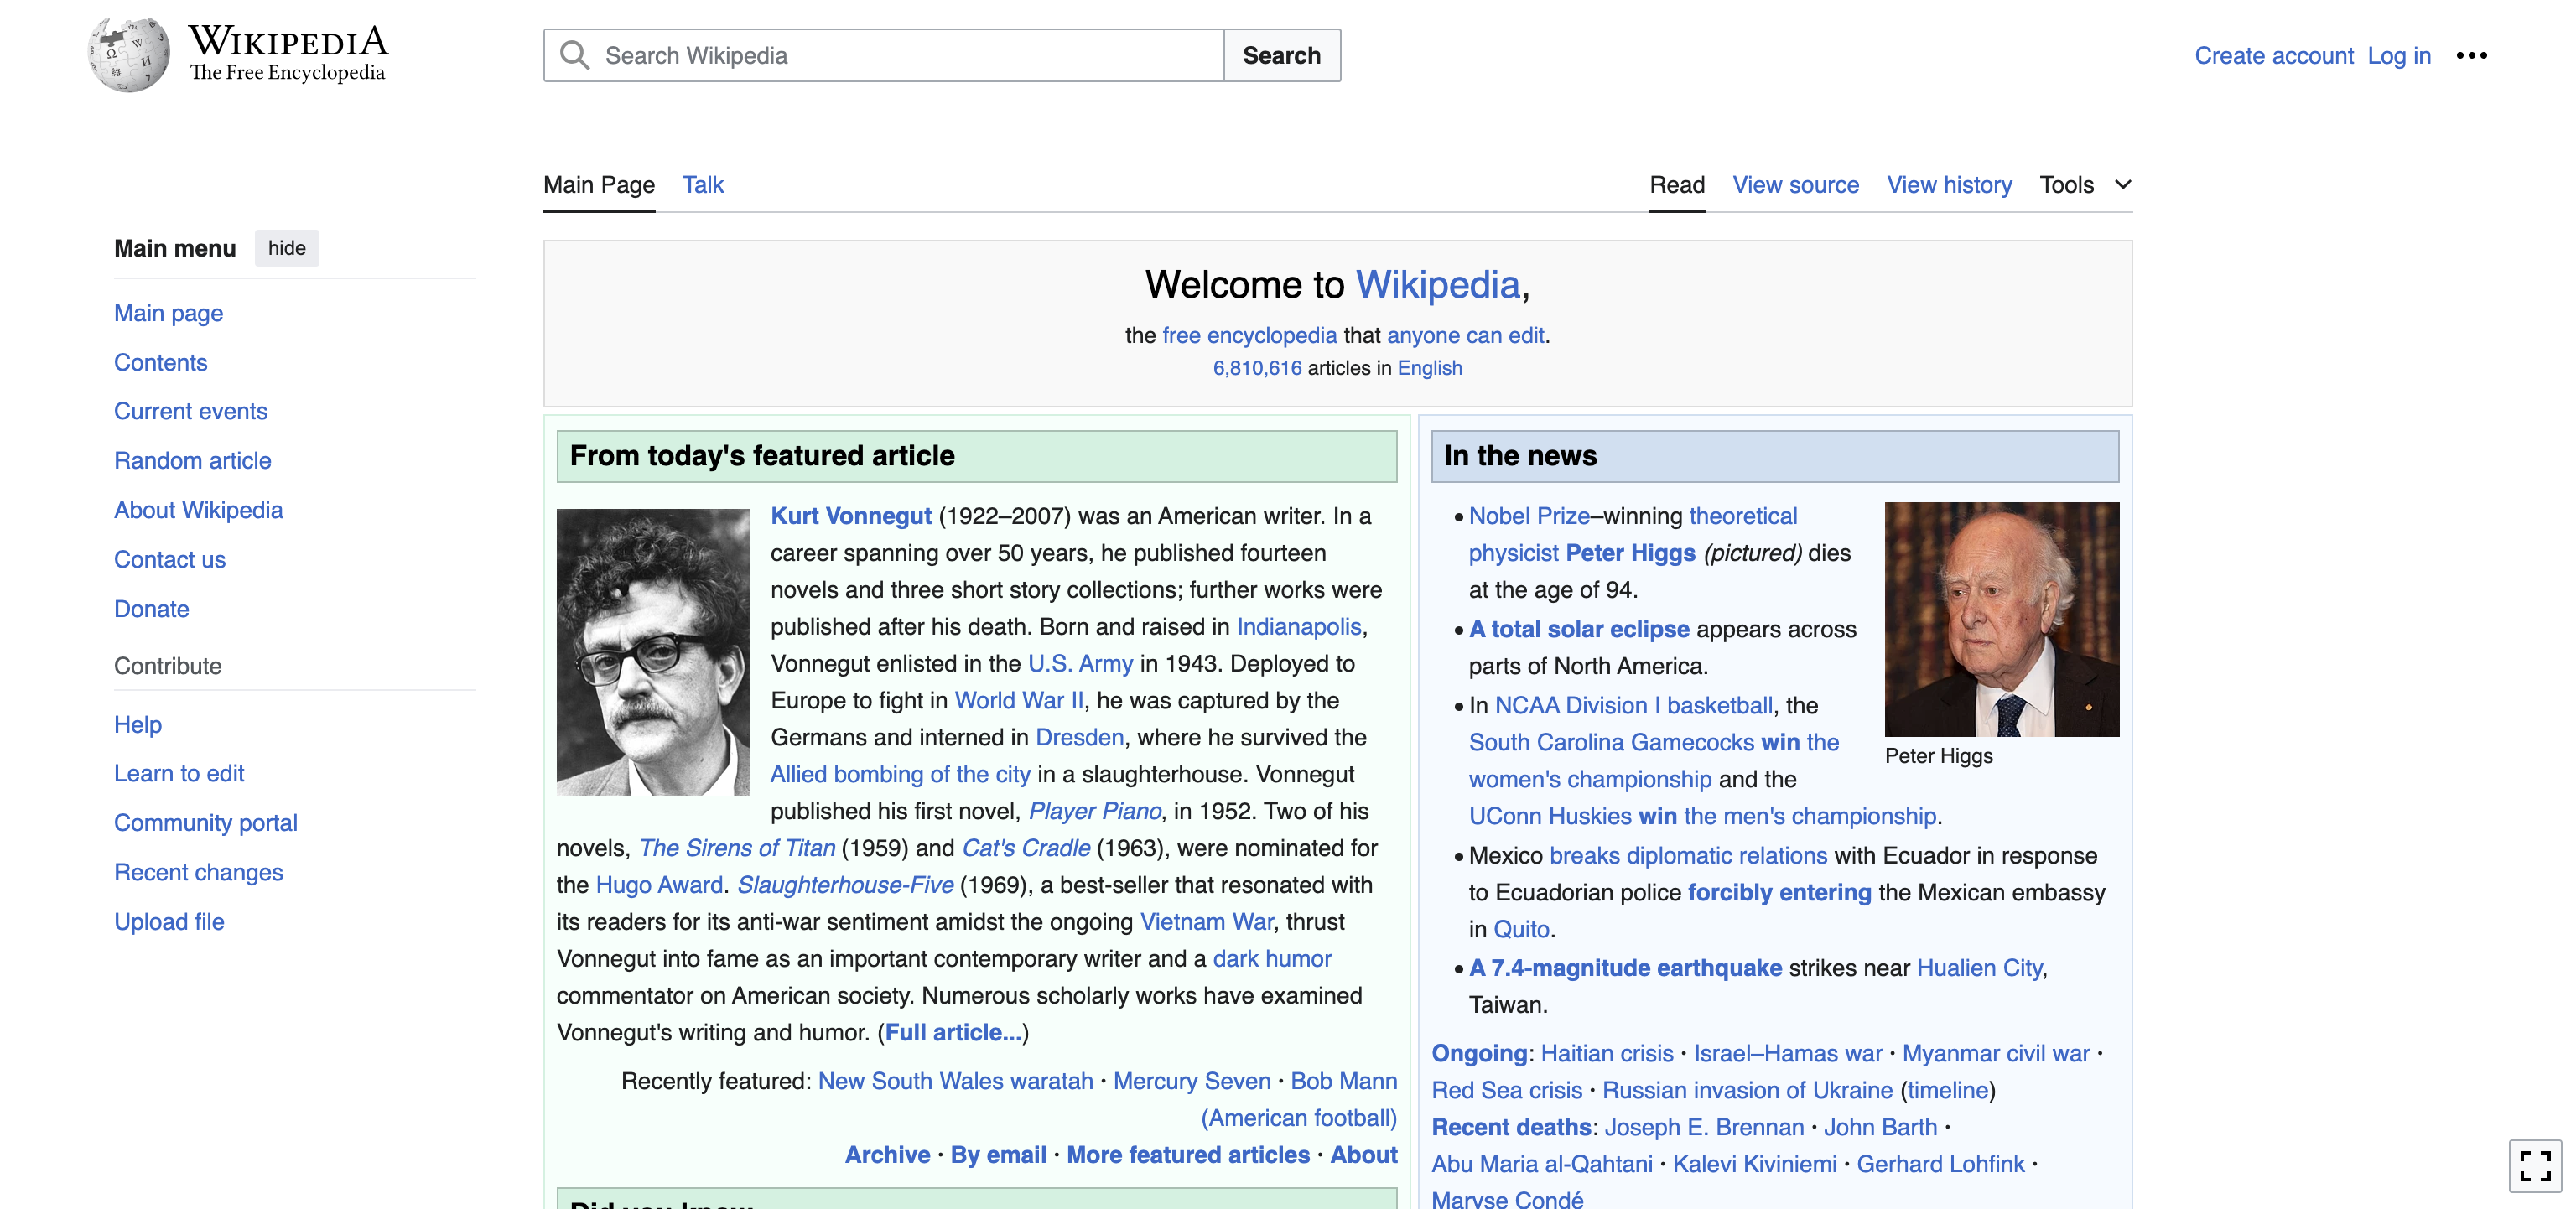 WIKIPEDIA
The Free Encyclopedia
Search Wikipedia
Search
Create account Log in
Main Page Talk
Read View source View history Tools
Main menu hide
Main page
Contents
Current events
Random article
About Wikipedia
Contact us
Donate
Contribute
Help
Learn to edit
Community portal
Recent changes
Upload file
Welcome to Wikipedia,
the free encyclopedia that anyone can edit.
6,810,616 articles in English
From today's featured article
Kurt Vonnegut (1922–2007) was an American writer. In a
career spanning over 50 years, he published fourteen
novels and three short story collections; further works were
published after his death. Born and raised in Indianapolis,
Vonnegut enlisted in the U.S. Army in 1943. Deployed to
Europe to fight in World War II, he was captured by the
Germans and interned in Dresden, where he survived the
Allied bombing of the city in a slaughterhouse. Vonnegut
published his first novel, Player Piano, in 1952. Two of his
novels, The Sirens of Titan (1959) and Cat's Cradle (1963), were nominated for
the Hugo Award. Slaughterhouse-Five (1969), a best-seller that resonated with
its readers for its anti-war sentiment amidst the ongoing Vietnam War, thrust
Vonnegut into fame as an important contemporary writer and a dark humor
commentator on American society. Numerous scholarly works have examined
Vonnegut's writing and humor. (Full article...)
Recently featured: New South Wales waratah · Mercury Seven · Bob Mann
(American football)
Archive · By email · More featured articles · About
Did you know
In the news
• Nobel Prize–winning theoretical
physicist Peter Higgs (pictured) dies
at the age of 94.
• A total solar eclipse appears across
parts of North America.
• In NCAA Division I basketball, the
South Carolina Gamecocks win the
women's championship and the
UConn Huskies win the men's championship.
Peter Higgs
• Mexico breaks diplomatic relations with Ecuador in response
to Ecuadorian police forcibly entering the Mexican embassy
in Quito.
• A 7.4-magnitude earthquake strikes near Hualien City,
Taiwan.
Ongoing: Haitian crisis · Israel–Hamas war · Myanmar civil war ·
Red Sea crisis · Russian invasion of Ukraine (timeline)
Recent deaths: Joseph E. Brennan · John Barth ·
Abu Maria al-Qahtani · Kalevi Kiviniemi · Gerhard Lohfink ·
Maryse Condé